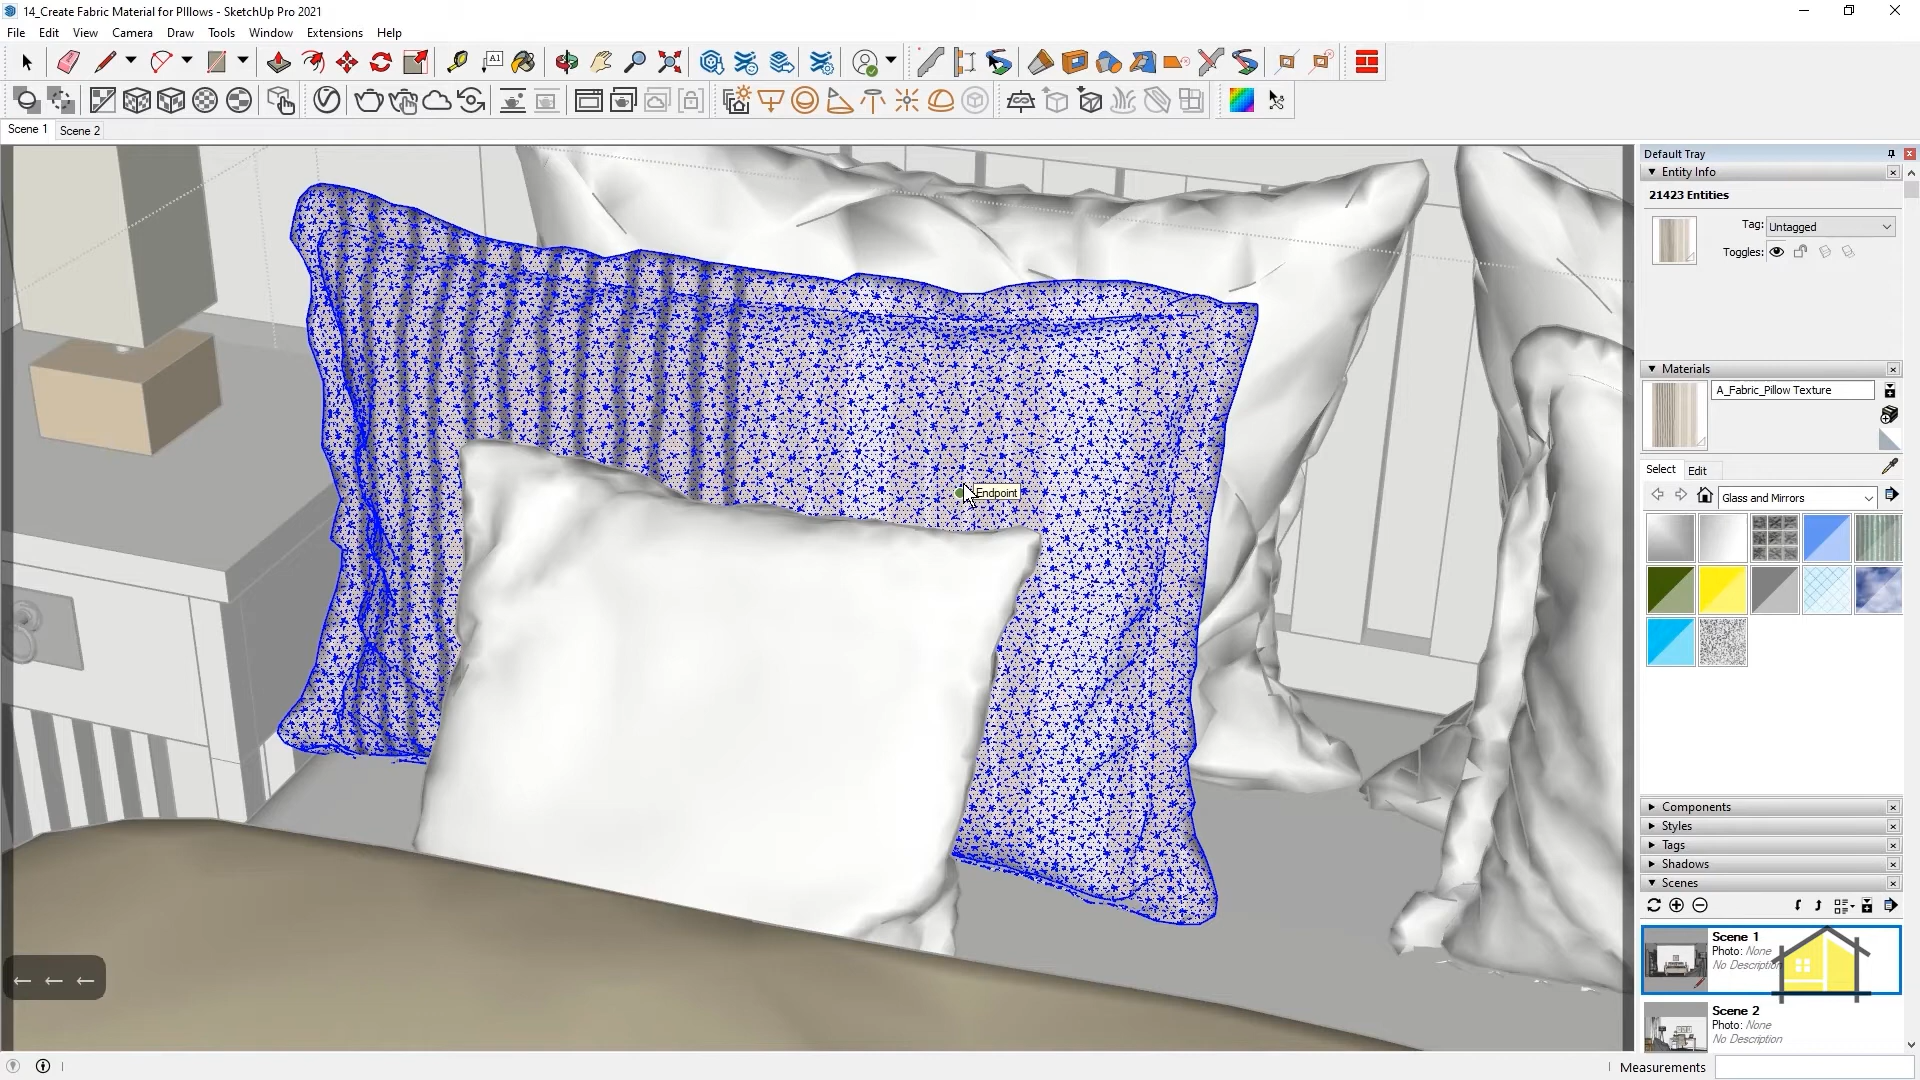 14_Create Fabric Material for PIllows - SketchUp Pro 2021
File Edit View Camera Draw Tools Window Extensions Help
A1
Scene 1 Scene 2
Default Tray
Entity Info
21423 Entities
Tag: Untagged
Toggles:
Materials
A_Fabric_Pillow Texture
Select Edit
Glass and Mirrors
Endpoint
Components
Styles
Tags
Shadows
Scenes
Scene 1
Photo: None
No Description
Scene 2
Photo: None
No Description
Measurements